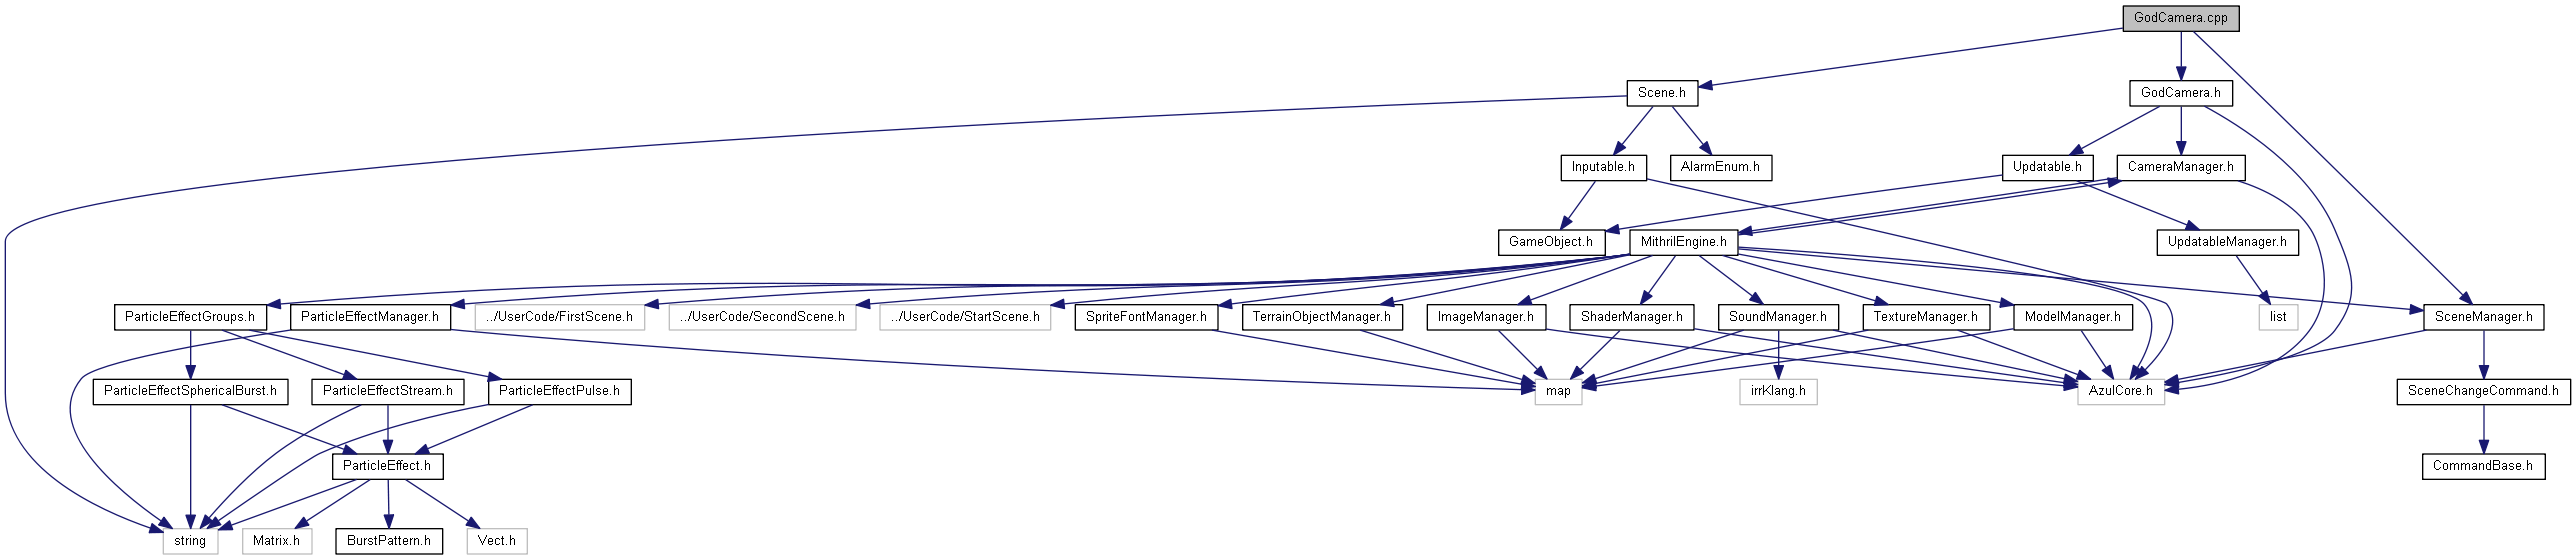 GodCamera.cpp
Scene.h
GodCamera.h
Inputable.h
AlarmEnum.h
Updatable.h
CameraManager.h
GameObject.h
MithrilEngine.h
UpdatableManager.h
ParticleEffectGroups.h
ParticleEffectManager.h
../UserCode/FirstScene.h
../UserCode/SecondScene.h
../UserCode/StartScene.h
SpriteFontManager.h
TerrainObjectManager.h
ImageManager.h
ShaderManager.h
SoundManager.h
TextureManager.h
ModelManager.h
list
SceneManager.h
ParticleEffectSphericalBurst.h
ParticleEffectStream.h
ParticleEffectPulse.h
map
irrKlang.h
AzulCore.h
SceneChangeCommand.h
ParticleEffect.h
CommandBase.h
string
Matrix.h
BurstPattern.h
Vect.h